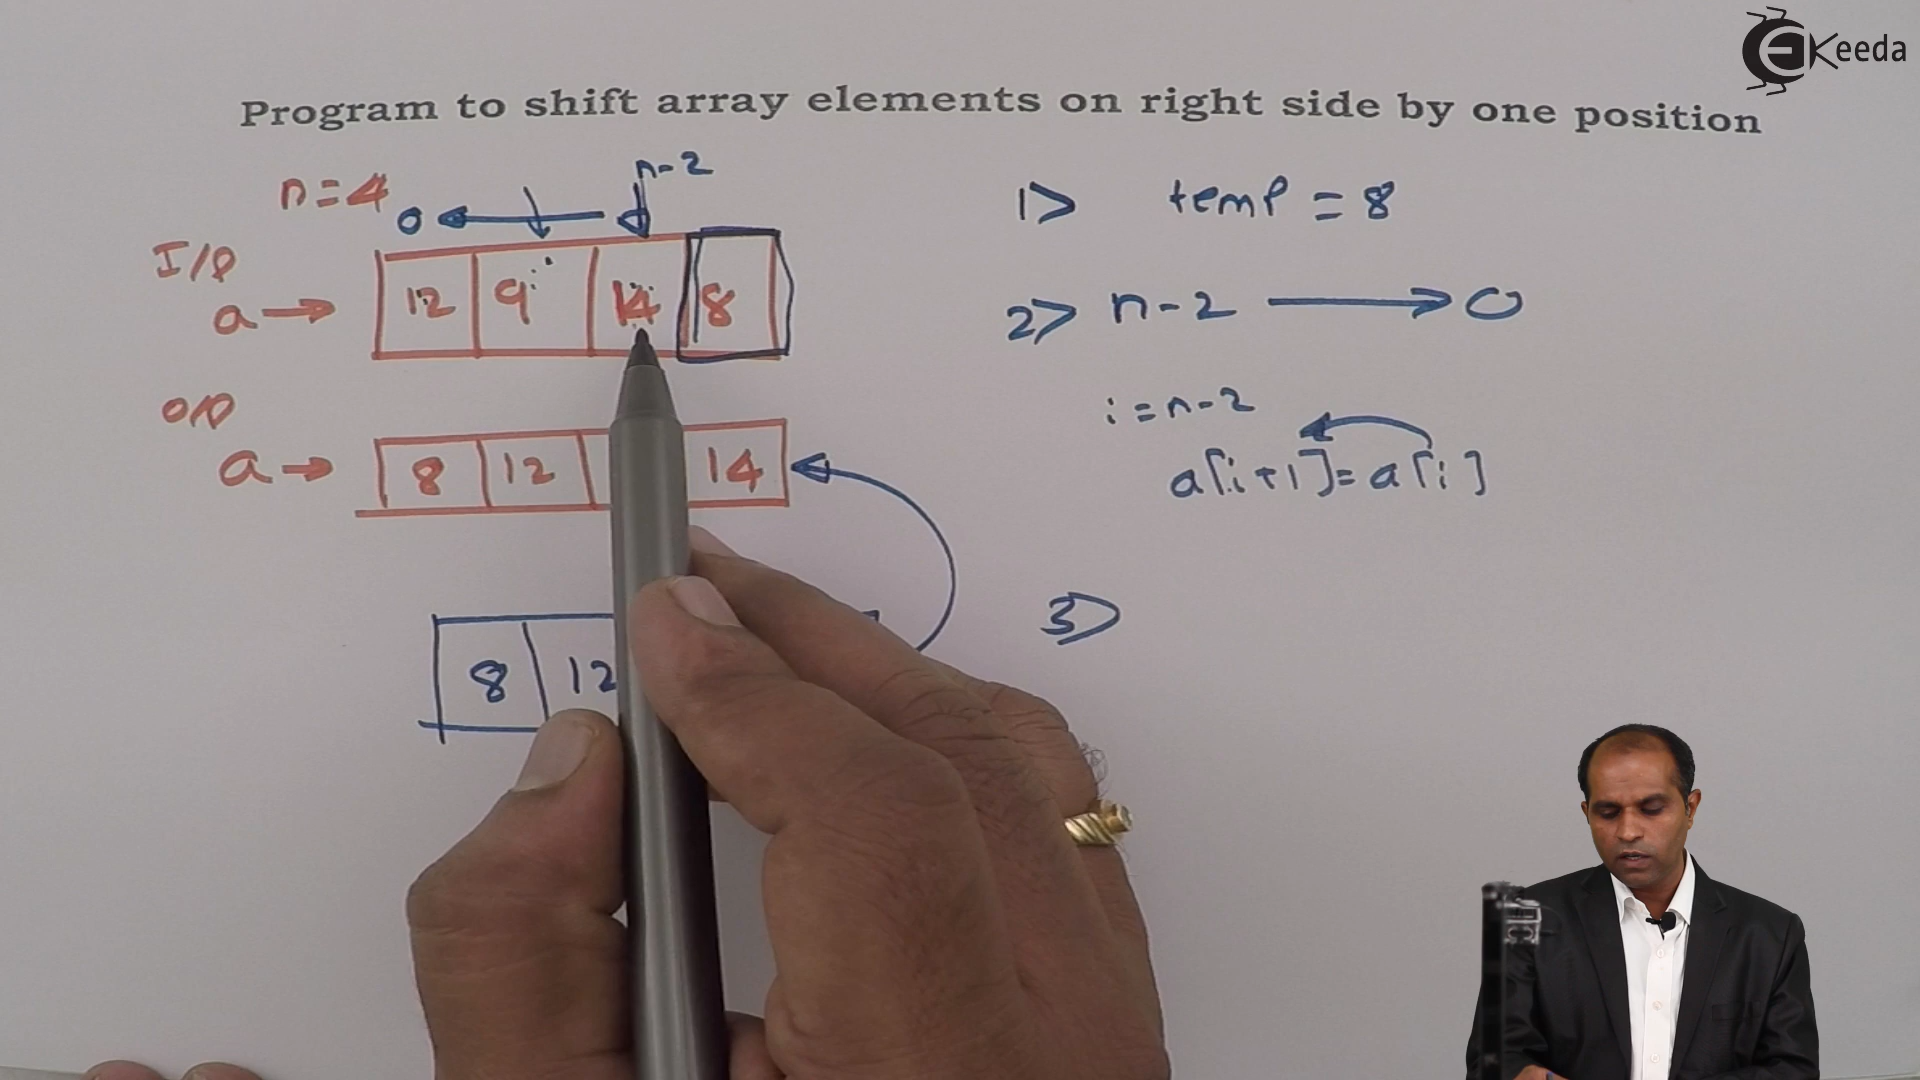 EKeeda
Program to shift array elements on right side by one position
n=4
0
n-2
I/P
a→ 12 9 14 8
O/P
a→ 8 12 14
8 12
1> temp = 8
2> n-2 → 0
i=n-2
a[i+1]=a[i]
3>